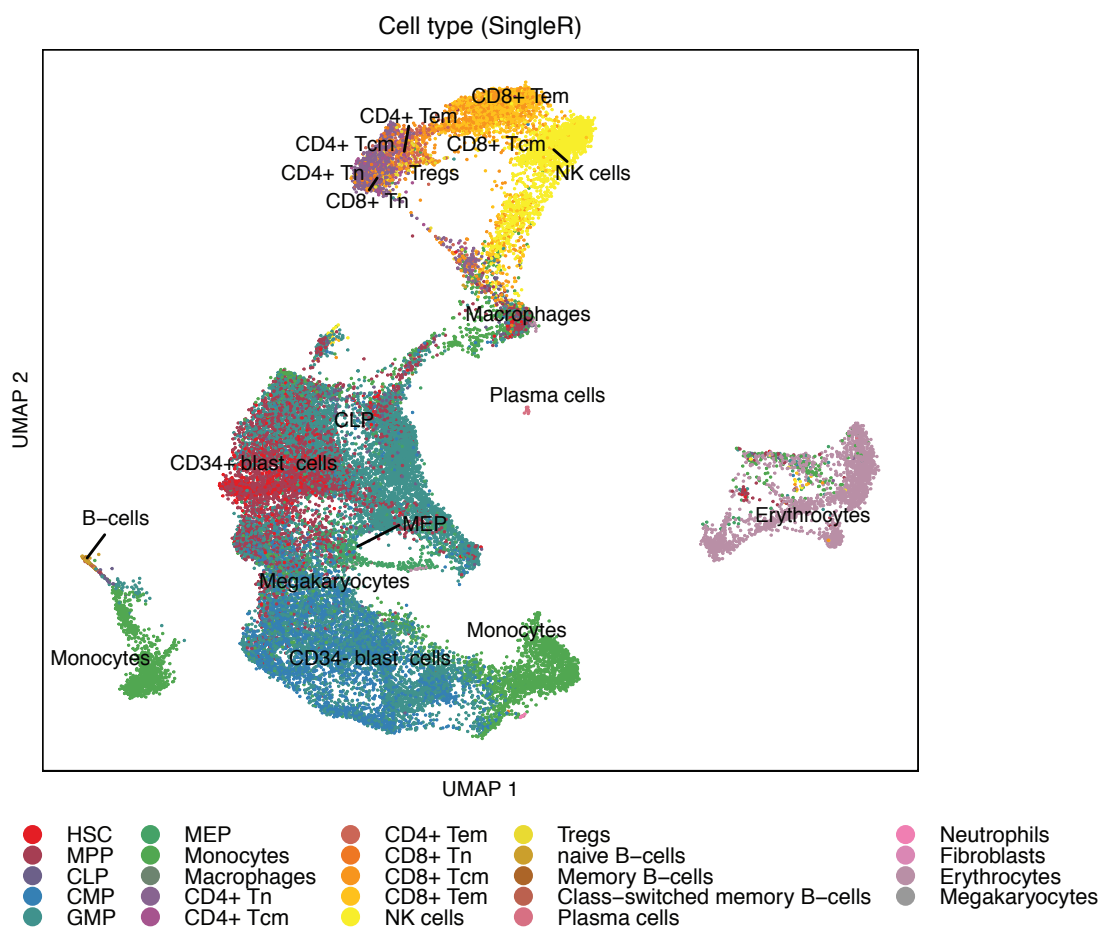 Cell type (SingleR)
CD8+ Tem
CD4+ Tem
CD4+ Tcm
CD8+ Tcm
CD4+ Tn
Tregs
NK cells
CD8+ Tn
Macrophages
Plasma cells
CLP
CD34+ blast cells
Erythrocytes
B−cells
MEP
Megakaryocytes
Monocytes
Monocytes
CD34- blast cells
UMAP 2
UMAP 1
HSC MEP CD4+ Tem Tregs Neutrophils
MPP Monocytes CD8+ Tn naive B−cells Fibroblasts
CLP Macrophages CD8+ Tcm Memory B−cells Erythrocytes
CMP CD4+ Tn CD8+ Tem Class−switched memory B−cells Megakaryocytes
GMP CD4+ Tcm NK cells Plasma cells